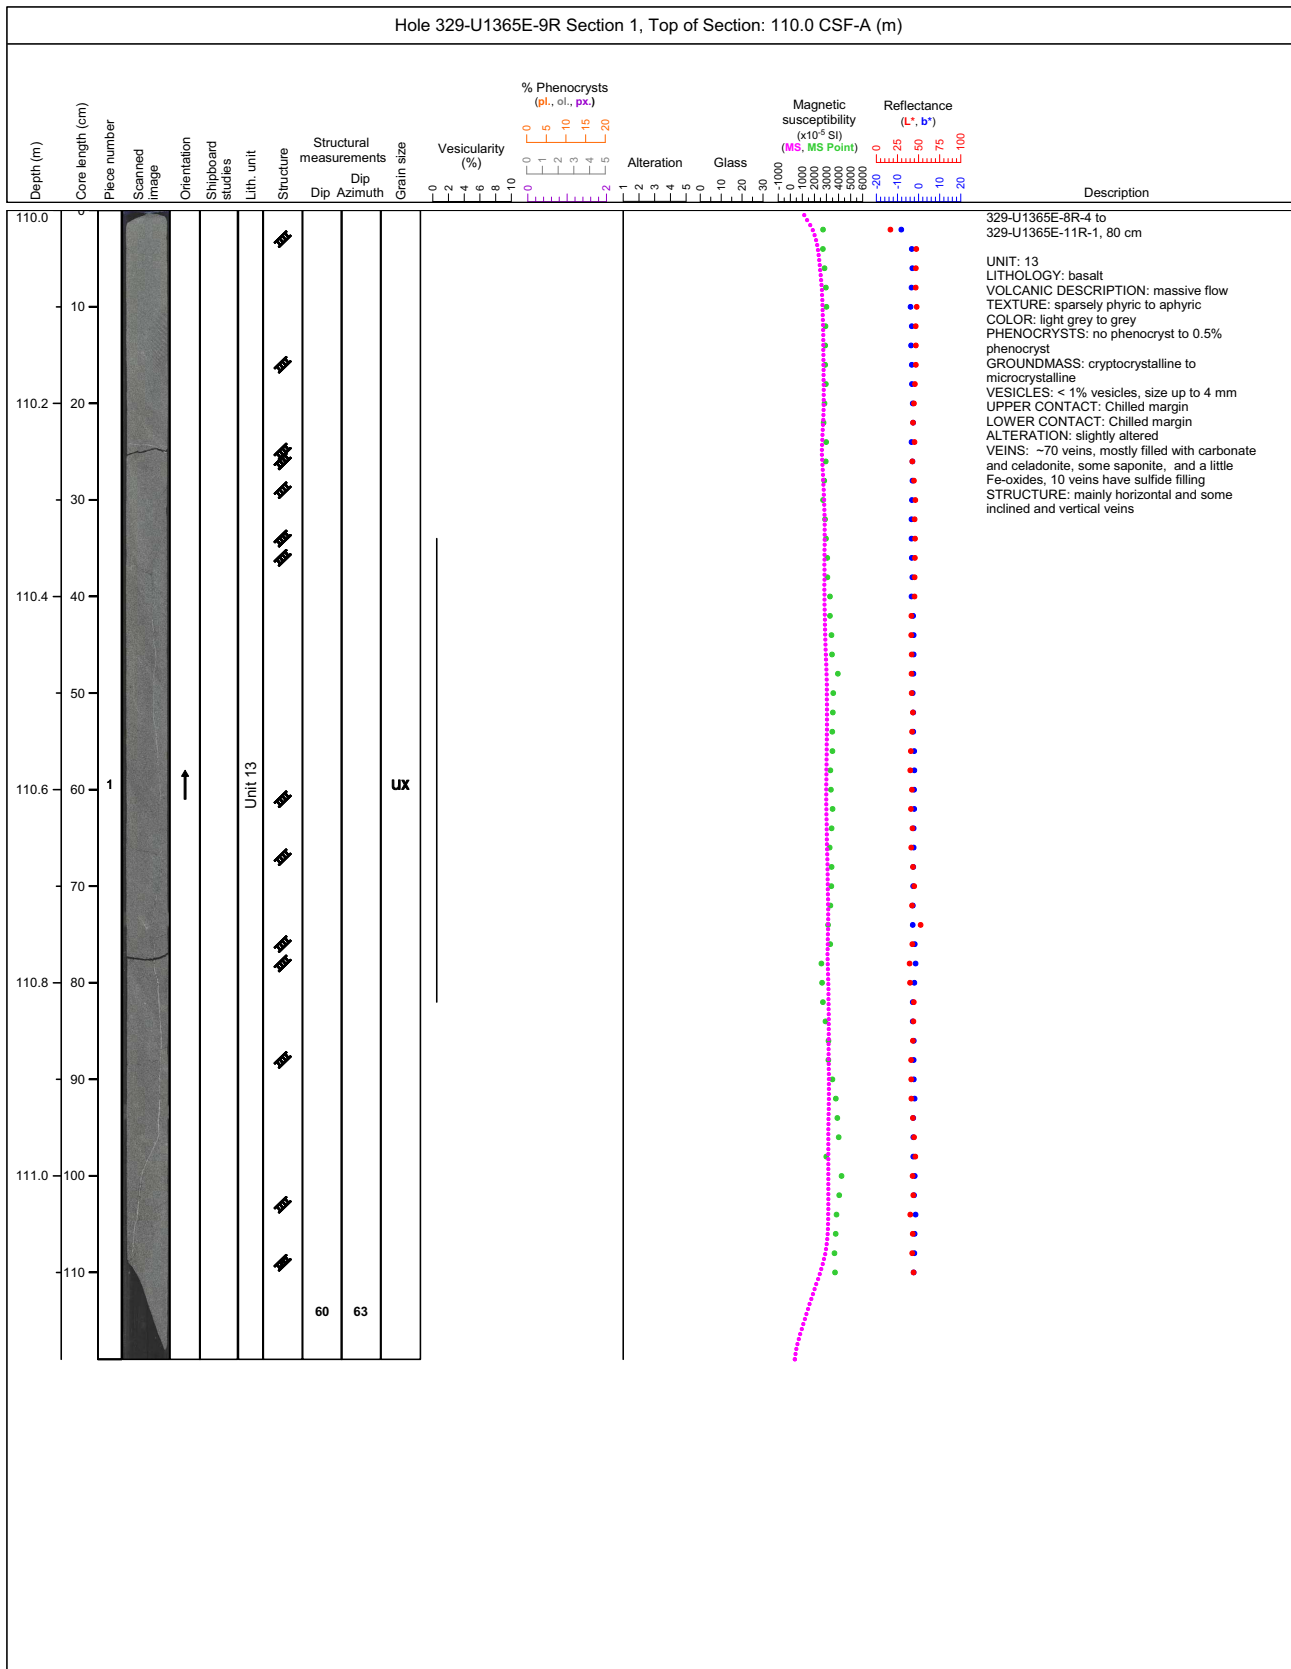 Hole 329-U1365E-9R Section 1, Top of Section: 110.0 CSF-A (m)
Depth (m)
Core length (cm)
Piece number
Scanned
image
Orientation
Shipboard
studies
Lith. unit
Structure
Structural
measurements
Dip
Dip
Azimuth
Grain size
Vesicularity
(%)
0 2 4 6 8 10
% Phenocrysts
(pl., ol., px.)
0 5 10 15 20
0 1 2 3 4 5
0 1 2
Alteration
1 2 3 4 5
Glass
0 10 20 30
Magnetic
susceptibility
(x10-5 SI)
(MS, MS Point)
-1000 0 1000 2000 3000 4000 5000 6000
Reflectance
(L*, b*)
0 25 50 75 100
-20 -10 0 10 20
Description
110.0
110.2
110.4
110.6
110.8
111.0
0
10
20
30
40
50
60
70
80
90
100
110
1
Unit 13
60
63
ux
329-U1365E-8R-4 to
329-U1365E-11R-1, 80 cm
UNIT: 13
LITHOLOGY: basalt
VOLCANIC DESCRIPTION: massive flow
TEXTURE: sparsely phyric to aphyric
COLOR: light grey to grey
PHENOCRYSTS: no phenocryst to 0.5%
phenocryst
GROUNDMASS: cryptocrystalline to
microcrystalline
VESICLES: < 1% vesicles, size up to 4 mm
UPPER CONTACT: Chilled margin
LOWER CONTACT: Chilled margin
ALTERATION: slightly altered
VEINS: ~70 veins, mostly filled with carbonate
and celadonite, some saponite, and a little
Fe-oxides, 10 veins have sulfide filling
STRUCTURE: mainly horizontal and some
inclined and vertical veins